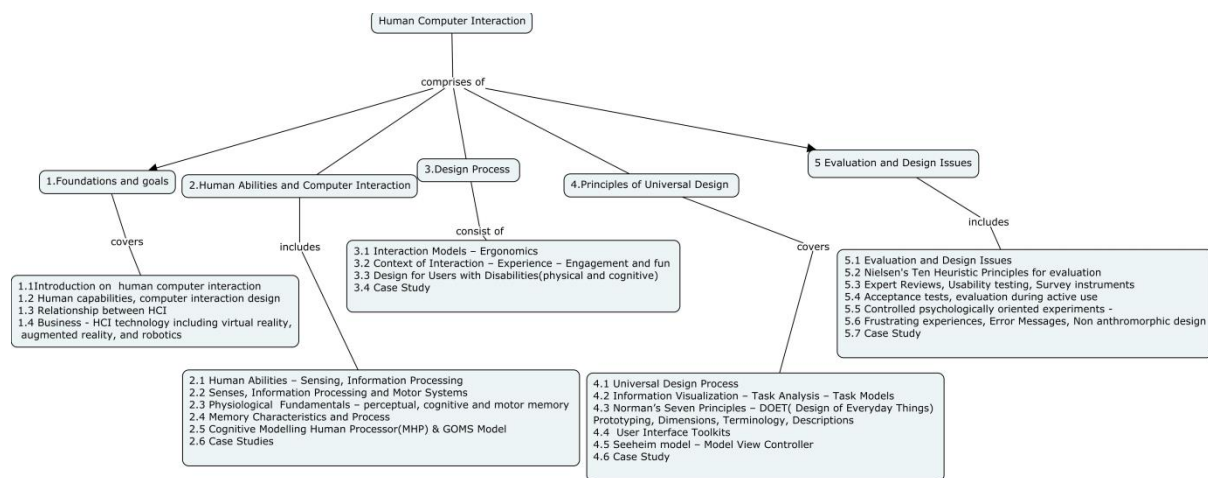 Human Computer Interaction
comprises of
1.Foundations and goals
2.Human Abilities and Computer Interaction
3.Design Process
4.Principles of Universal Design
5 Evaluation and Design Issues
covers
includes
consist of
covers
includes
1.1Introduction on human computer interaction
1.2 Human capabilities, computer interaction design
1.3 Relationship between HCI
1.4 Business - HCI technology including virtual reality,
augmented reality, and robotics
2.1 Human Abilities – Sensing, Information Processing
2.2 Senses, Information Processing and Motor Systems
2.3 Physiological Fundamentals – perceptual, cognitive and motor memory
2.4 Memory Characteristics and Process
2.5 Cognitive Modelling Human Processor(MHP) & GOMS Model
2.6 Case Studies
3.1 Interaction Models – Ergonomics
3.2 Context of Interaction – Experience – Engagement and fun
3.3 Design for Users with Disabilities(physical and cognitive)
3.4 Case Study
4.1 Universal Design Process
4.2 Information Visualization – Task Analysis – Task Models
4.3 Norman's Seven Principles – DOET( Design of Everyday Things)
Prototyping, Dimensions, Terminology, Descriptions
4.4 User Interface Toolkits
4.5 Seeheim model – Model View Controller
4.6 Case Study
5.1 Evaluation and Design Issues
5.2 Nielsen's Ten Heuristic Principles for evaluation
5.3 Expert Reviews, Usability testing, Survey instruments
5.4 Acceptance tests, evaluation during active use
5.5 Controlled psychologically oriented experiments -
5.6 Frustrating experiences, Error Messages, Non anthromorphic design
5.7 Case Study